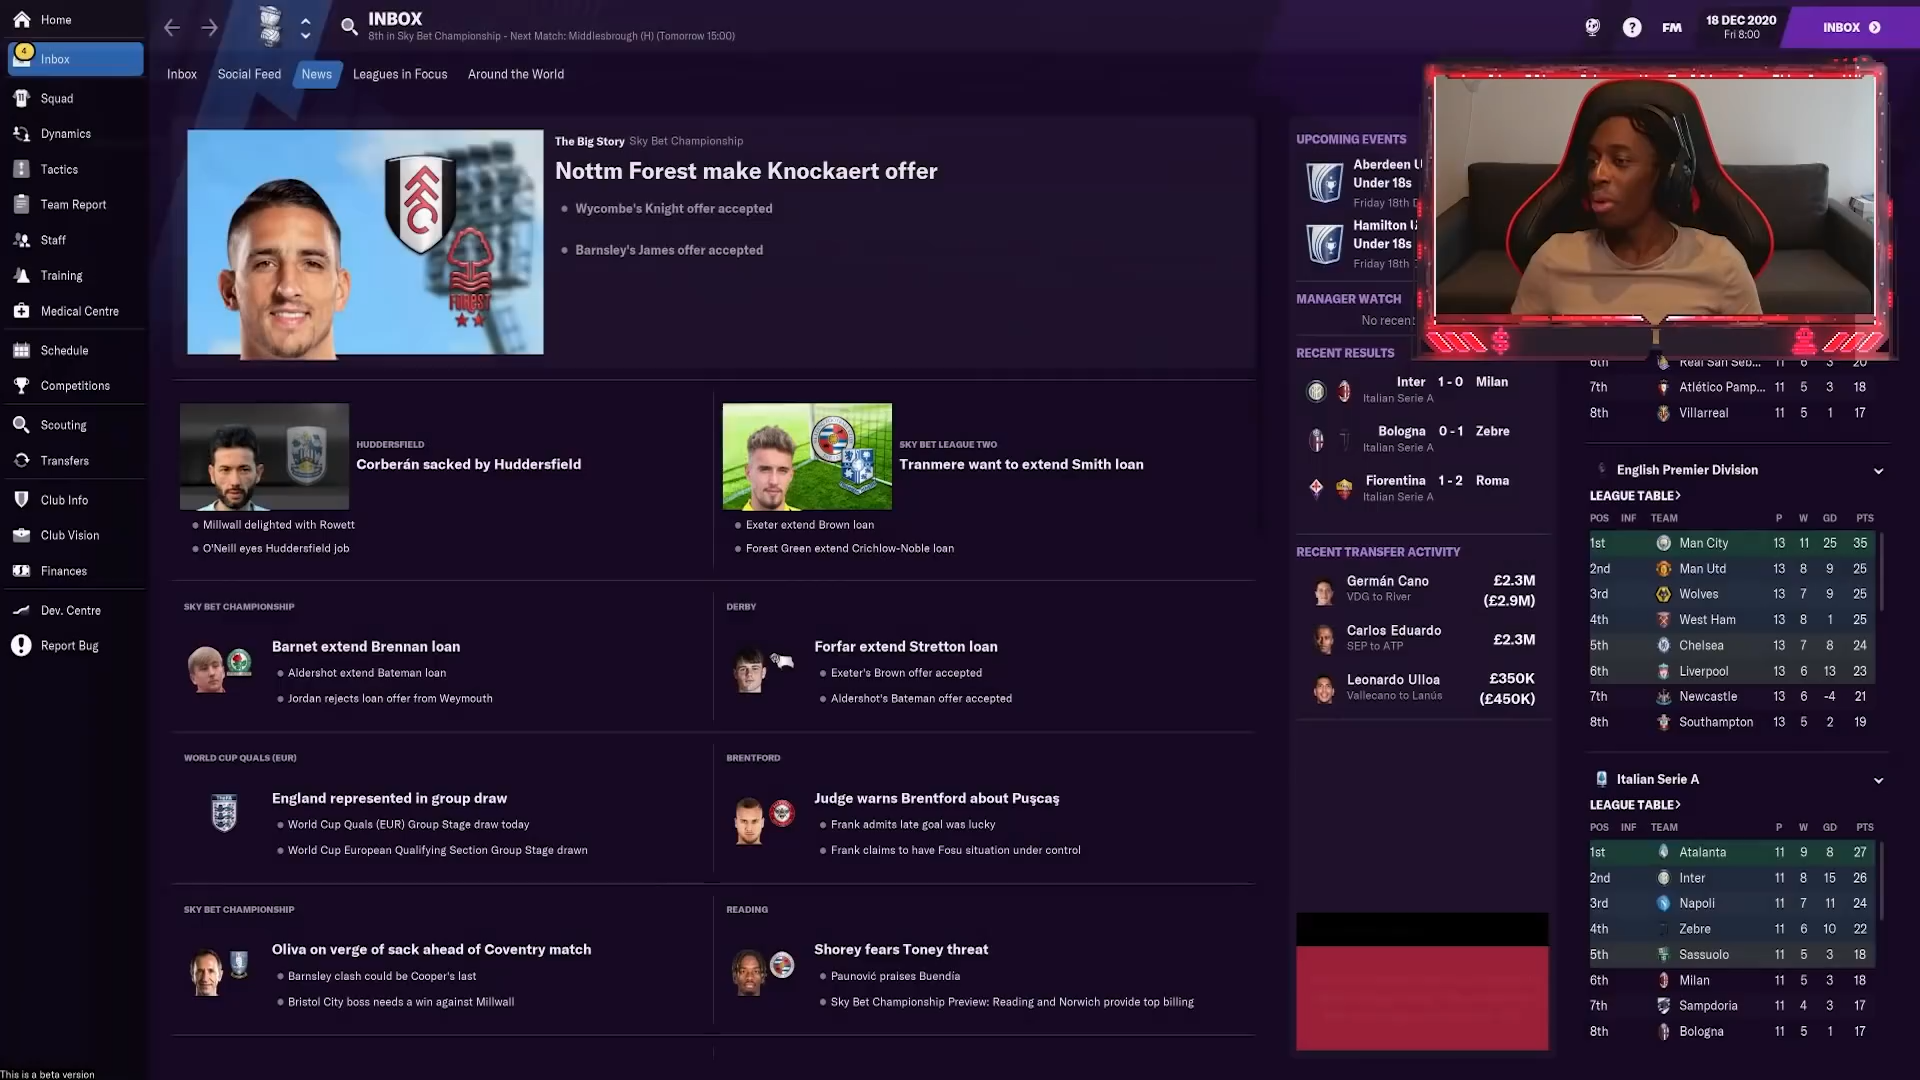 Home
INBOX
8th in Sky Bet Championship - Next Match: Middlesbrough (H) (Tomorrow 15:00)
FM
18 DEC 2020
Fri 8:00
INBOX
4
Inbox
Squad
Dynamics
Tactics
Team Report
Staff
Training
Medical Centre
Schedule
Competitions
Scouting
Transfers
Club Info
Club Vision
Finances
Dev. Centre
Report Bug
This is a beta version
Inbox Social Feed News Leagues in Focus Around the World
The Big Story Sky Bet Championship
Nottm Forest make Knockaert offer
Wycombe's Knight offer accepted
Barnsley's James offer accepted
FOREST
HUDDERSFIELD
Corberán sacked by Huddersfield
Millwall delighted with Rowett
O'Neill eyes Huddersfield job
SKY BET LEAGUE TWO
Tranmere want to extend Smith loan
Exeter extend Brown loan
Forest Green extend Crichlow-Noble loan
SKY BET CHAMPIONSHIP
Barnet extend Brennan loan
Aldershot extend Bateman loan
Jordan rejects loan offer from Weymouth
DERBY
Forfar extend Stretton loan
Exeter's Brown offer accepted
Aldershot's Bateman offer accepted
WORLD CUP QUALS (EUR)
England represented in group draw
World Cup Quals (EUR) Group Stage draw today
World Cup European Qualifying Section Group Stage drawn
BRENTFORD
Judge warns Brentford about Puşcaş
Frank admits late goal was lucky
Frank claims to have Fosu situation under control
SKY BET CHAMPIONSHIP
Oliva on verge of sack ahead of Coventry match
Barnsley clash could be Cooper's last
Bristol City boss needs a win against Millwall
READING
Shorey fears Toney threat
Paunović praises Buendía
Sky Bet Championship Preview: Reading and Norwich provide top billing
UPCOMING EVENTS
Aberdeen U
Under 18s
Friday 18th D
Hamilton U
Under 18s
Friday 18th
MANAGER WATCH
No recent
RECENT RESULTS
Inter 1 - 0 Milan
Italian Serie A
Bologna 0 - 1 Zebre
Italian Serie A
Fiorentina 1 - 2 Roma
Italian Serie A
RECENT TRANSFER ACTIVITY
Germán Cano £2.3M
VDG to River (£2.9M)
Carlos Eduardo £2.3M
SEP to ATP
Leonardo Ulloa £350K
Vallecano to Lanús (£450K)
6th Real San Seb... 11 6 3 20
7th Atlético Pamp... 11 5 3 18
8th Villarreal 11 5 1 17
English Premier Division
LEAGUE TABLE>
POS INF TEAM P W GD PTS
1st Man City 13 11 25 35
2nd Man Utd 13 8 9 25
3rd Wolves 13 7 9 25
4th West Ham 13 8 1 25
5th Chelsea 13 7 8 24
6th Liverpool 13 6 13 23
7th Newcastle 13 6 -4 21
8th Southampton 13 5 2 19
Italian Serie A
LEAGUE TABLE>
POS INF TEAM P W GD PTS
1st Atalanta 11 9 8 27
2nd Inter 11 8 15 26
3rd Napoli 11 7 11 24
4th Zebre 11 6 10 22
5th Sassuolo 11 5 3 18
6th Milan 11 5 3 18
7th Sampdoria 11 4 3 17
8th Bologna 11 5 1 17